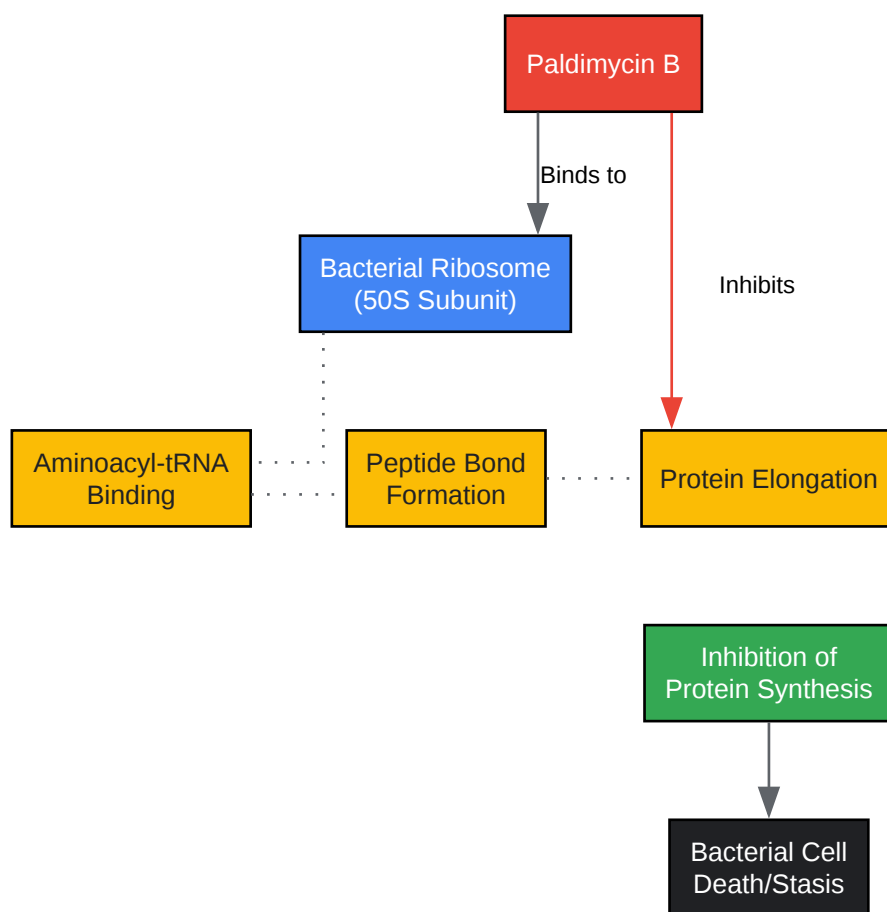 Paldimycin B
Binds to
Bacterial Ribosome
(50S Subunit)
Inhibits
Aminoacyl-tRNA
Binding
Peptide Bond
Formation
Protein Elongation
Inhibition of
Protein Synthesis
Bacterial Cell
Death/Stasis